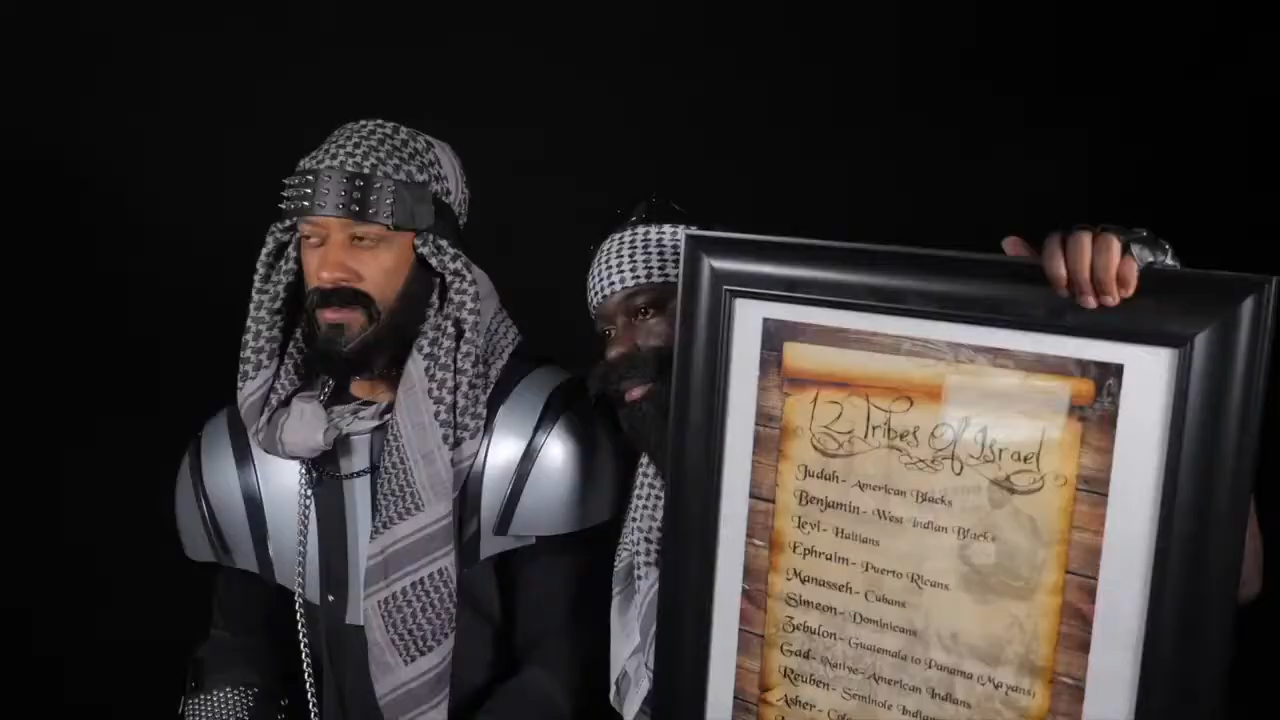 12 Tribes Of Israel
Judah- American Blacks
Benjamin- West Indian Blacks
Levi- Haitians
Ephraim- Puerto Ricans
Manasseh- Cubans
Simeon- Dominicans
Zebulon- Guatemala to Panama (Mayans)
Gad- Native-American Indians
Reuben- Seminole Indians
Asher-